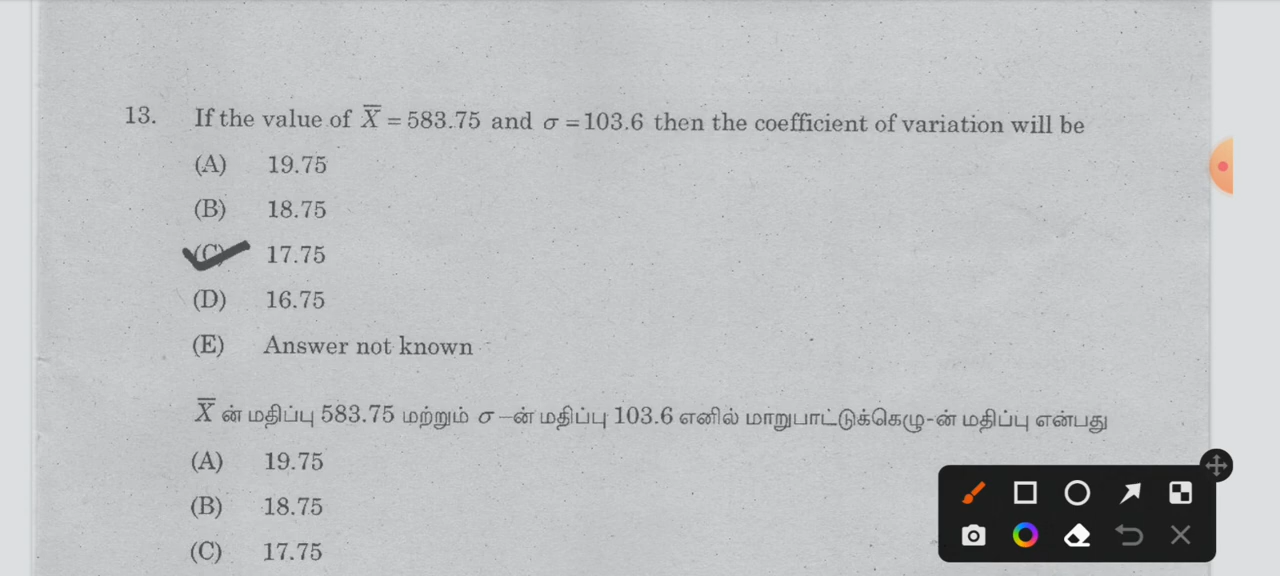 13. If the value of X̅ = 583.75 and σ = 103.6 then the coefficient of variation will be
(A) 19.75
(B) 18.75
(C) 17.75
(D) 16.75
(E) Answer not known
X̅ ன் மதிப்பு 583.75 மற்றும் σ –ன் மதிப்பு 103.6 எனில் மாறுபாட்டுக்கெழு-ன் மதிப்பு என்பது
(A) 19.75
(B) 18.75
(C) 17.75